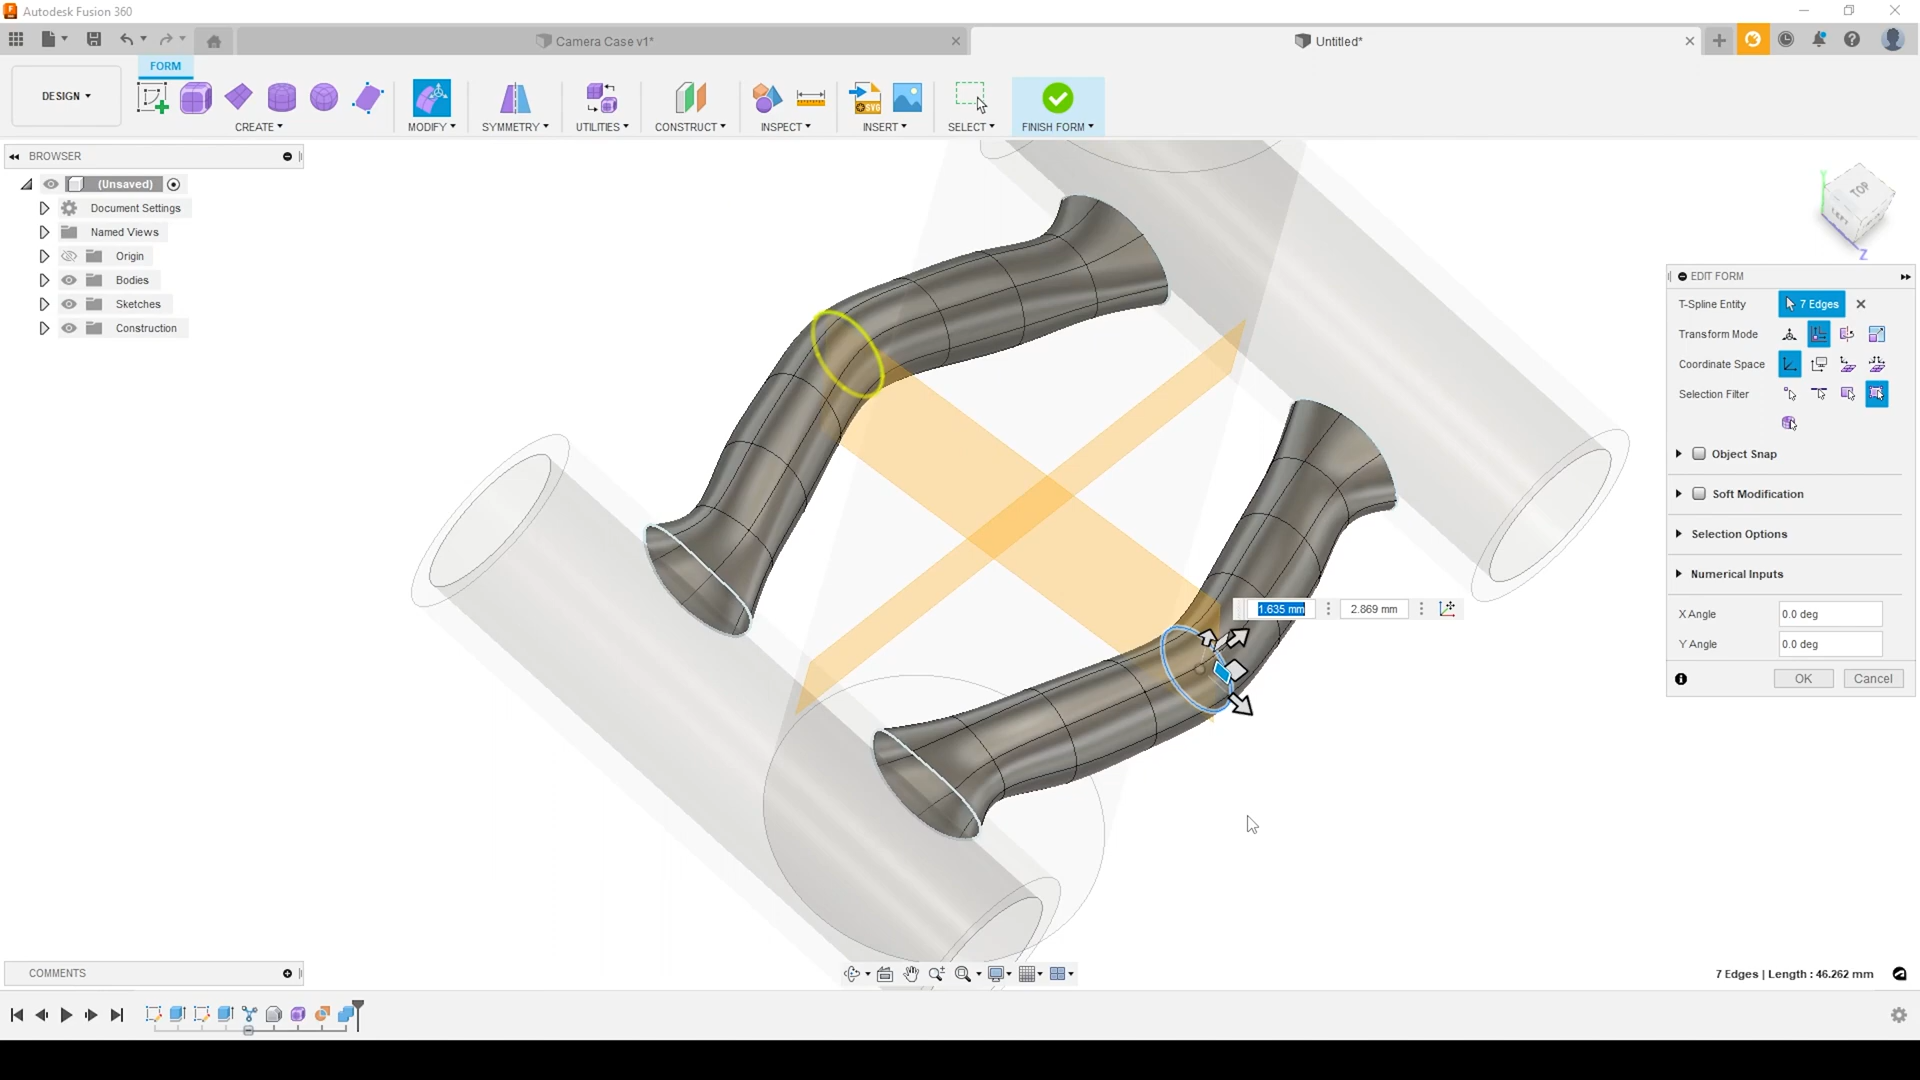 Autodesk Fusion 360
Camera Case v1*
Untitled*
FORM
DESIGN
CREATE
MODIFY
SYMMETRY
UTILITIES
CONSTRUCT
INSPECT
INSERT
SELECT
FINISH FORM
BROWSER
(Unsaved)
Document Settings
Named Views
Origin
Bodies
Sketches
Construction
TOP
LEFT
Z
EDIT FORM
T-Spline Entity
7 Edges
Transform Mode
Coordinate Space
Selection Filter
Object Snap
Soft Modification
Selection Options
Numerical Inputs
X Angle
0.0 deg
Y Angle
0.0 deg
OK
Cancel
1.635 mm
2.869 mm
COMMENTS
7 Edges | Length : 46.262 mm